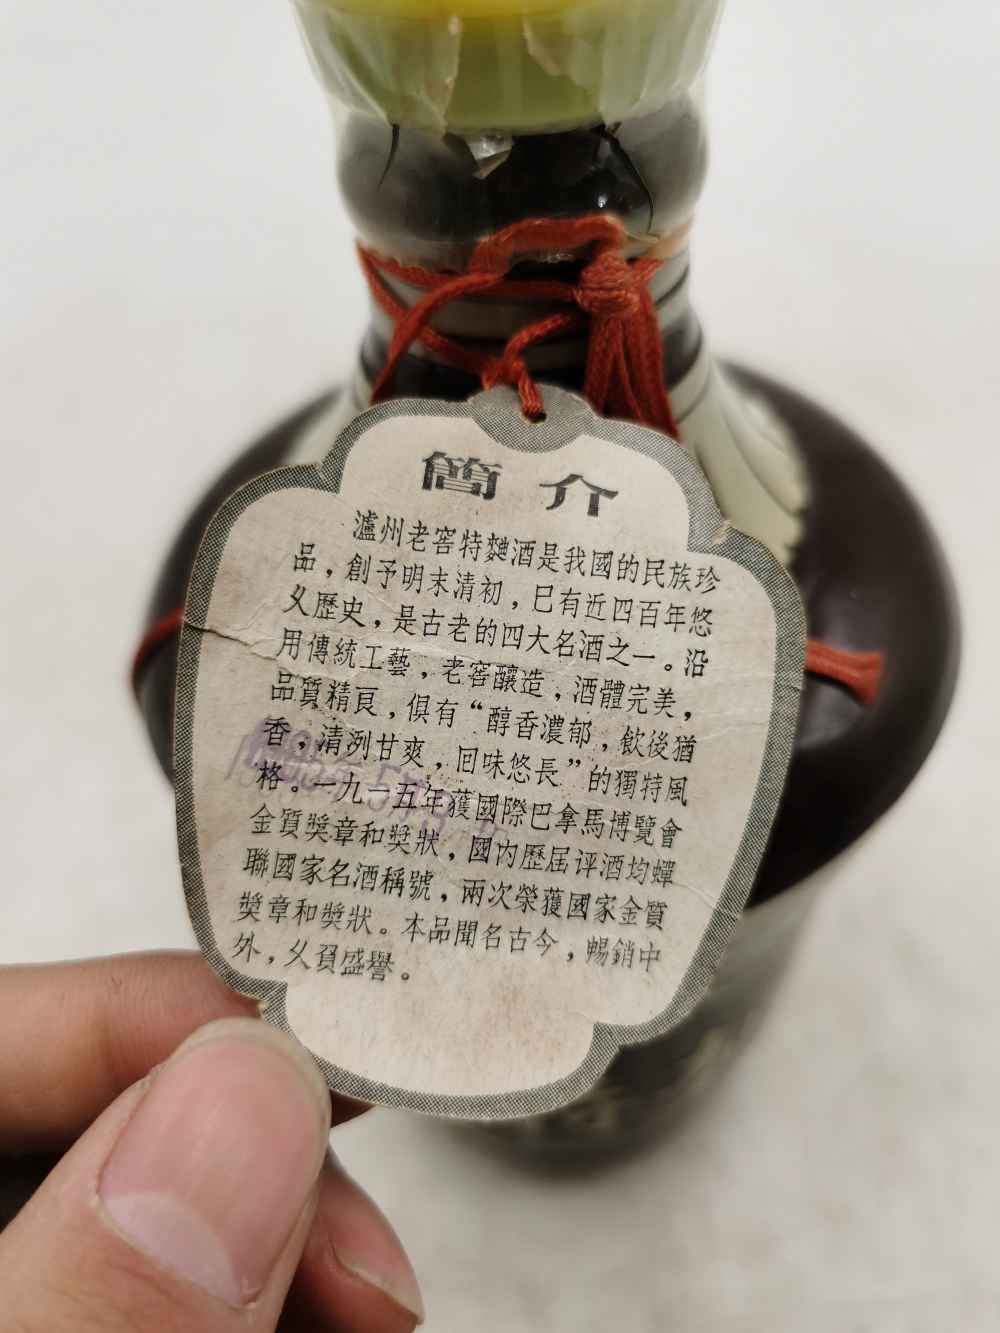 簡介
瀘州老窖特麯酒是我國的民族珍
品，創予明末清初，已有近四百年悠
乆歷史，是古老的四大名酒之一。沿
用傳統工藝，老窖釀造，酒體完美，
品質精良，俱有“醇香濃郁，飲後猶
香，清洌甘爽，回味悠長”的獨特風
格。一九一五年獲國際巴拿馬博覽會
金質獎章和獎狀，國内歷屆评酒均蟬
聯國家名酒稱號，兩次榮獲國家金質
獎章和獎狀。本品聞名古今，暢銷中
外，乆負盛譽。